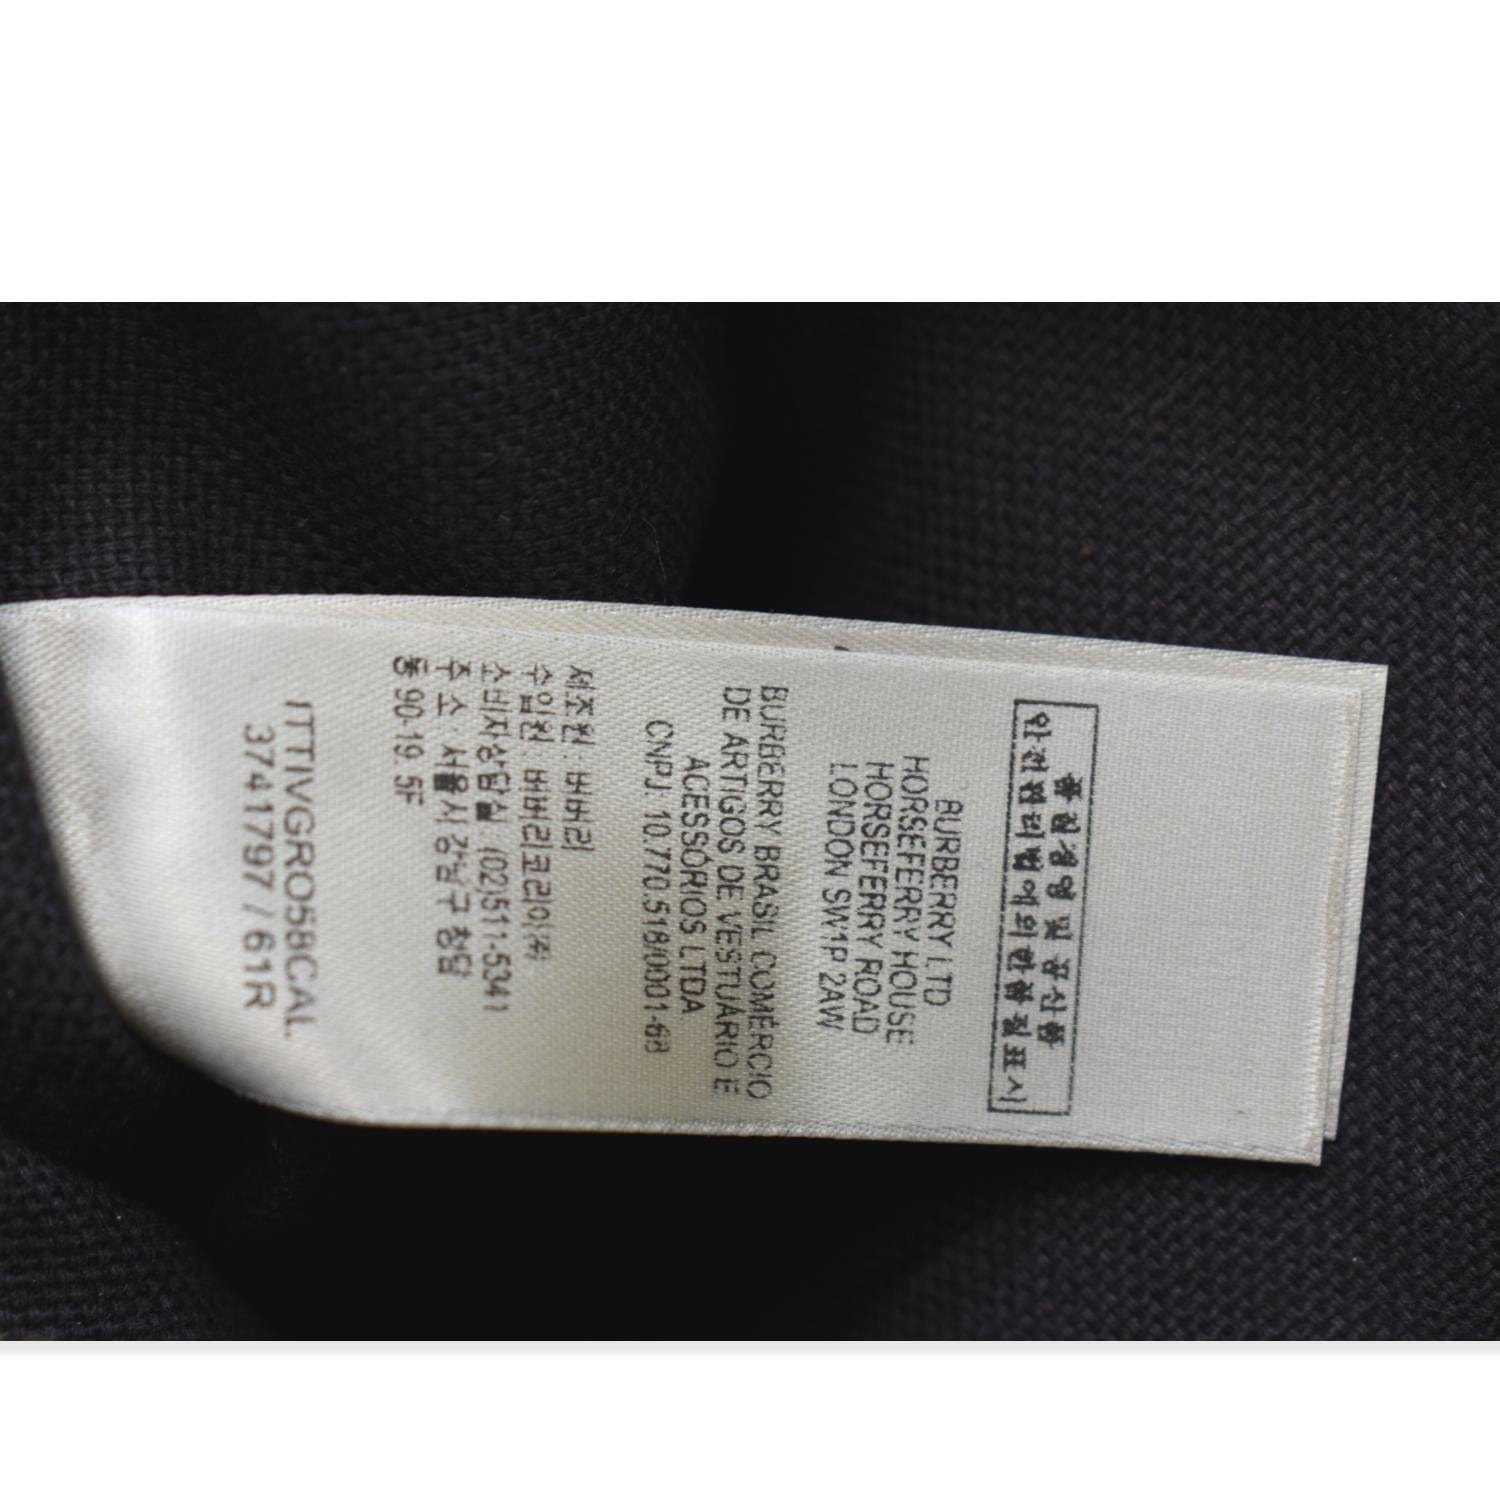 품질경영 및 공산품
안전관리법에의한품질표시
BURBERRY LTD
HORSEFERRY HOUSE
HORSEFERRY ROAD
LONDON SW1P 2AW
BURBERRY BRASIL COMÉRCIO
DE ARTIGOS DE VESTUÁRIO E
ACESSÓRIOS LTDA
CNPJ. 10.770.518/0001-68
제조원 : 버버리
수입원 : 버버리코리아㈜
소비자상담실 (02)511-5341
주 소 : 서울시강남구 청담
동 90-19. 5F
ITTIVGRO58CAL
3741797 / 61R